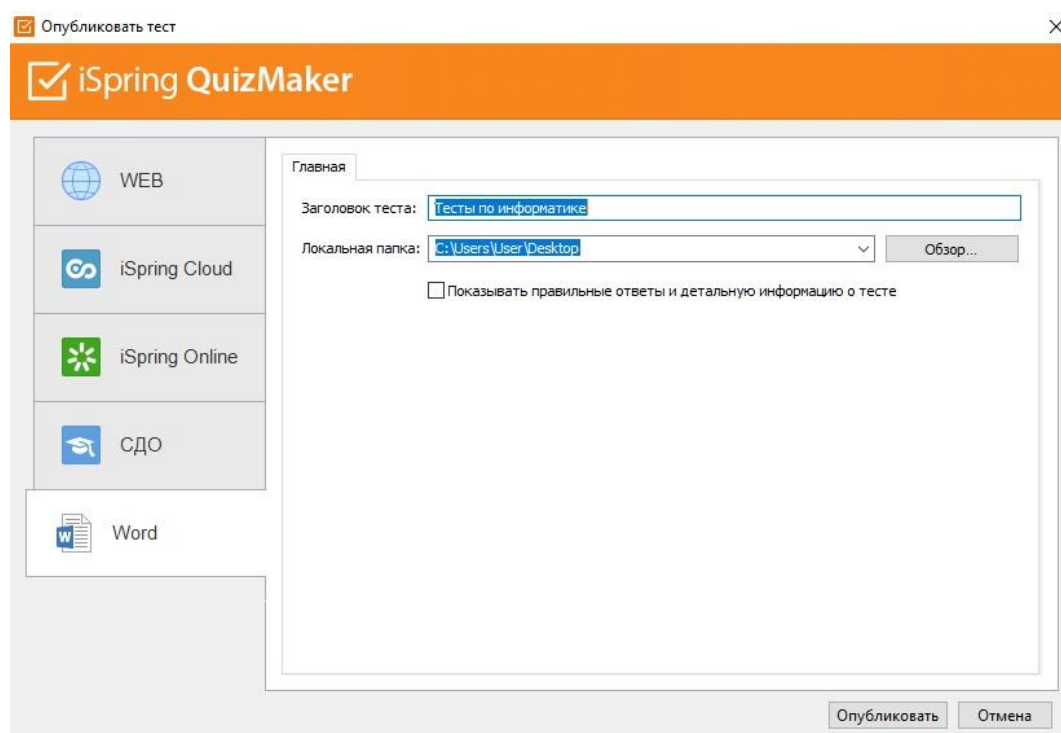 Опубликовать тест
iSpring QuizMaker
WEB
iSpring Cloud
iSpring Online
СДО
Word
Главная
Заголовок теста: Тесты по информатике
Локальная папка: C:\Users\User\Desktop Обзор...
Показывать правильные ответы и детальную информацию о тесте
Опубликовать Отмена